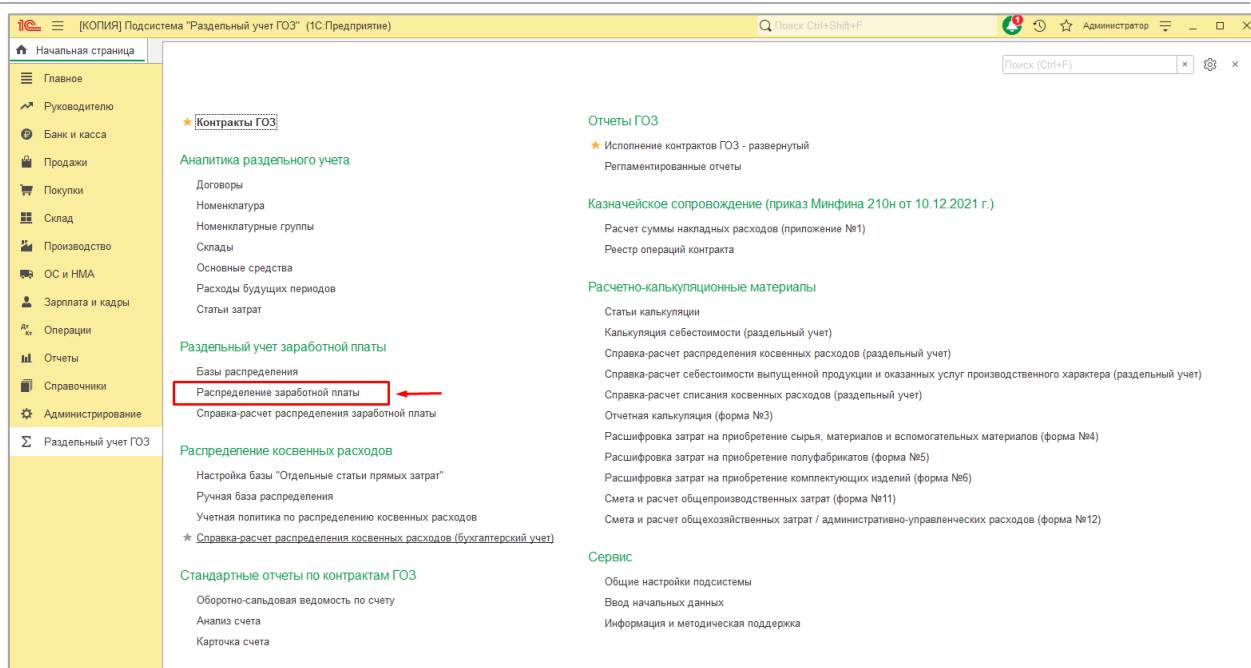 [КОПИЯ] Подсистема "Раздельный учет ГОЗ" (1С:Предприятие)
Поиск Ctrl+Shift+F
9
Администратор
Начальная страница
Поиск (Ctrl+F)
Главное
Руководителю
Банк и касса
Продажи
Покупки
Склад
Производство
ОС и НМА
Зарплата и кадры
Операции
Отчеты
Справочники
Администрирование
Раздельный учет ГОЗ
Контракты ГОЗ
Аналитика раздельного учета
Договоры
Номенклатура
Номенклатурные группы
Склады
Основные средства
Расходы будущих периодов
Статьи затрат
Раздельный учет заработной платы
Базы распределения
Распределение заработной платы
Справка-расчет распределения заработной платы
Распределение косвенных расходов
Настройка базы "Отдельные статьи прямых затрат"
Ручная база распределения
Учетная политика по распределению косвенных расходов
Справка-расчет распределения косвенных расходов (бухгалтерский учет)
Стандартные отчеты по контрактам ГОЗ
Оборотно-сальдовая ведомость по счету
Анализ счета
Карточка счета
Отчеты ГОЗ
Исполнение контрактов ГОЗ - развернутый
Регламентированные отчеты
Казначейское сопровождение (приказ Минфина 210н от 10.12.2021 г.)
Расчет суммы накладных расходов (приложение №1)
Реестр операций контракта
Расчетно-калькуляционные материалы
Статьи калькуляции
Калькуляция себестоимости (раздельный учет)
Справка-расчет распределения косвенных расходов (раздельный учет)
Справка-расчет себестоимости выпущенной продукции и оказанных услуг производственного характера (раздельный учет)
Справка-расчет списания косвенных расходов (раздельный учет)
Отчетная калькуляция (форма №3)
Расшифровка затрат на приобретение сырья, материалов и вспомогательных материалов (форма №4)
Расшифровка затрат на приобретение полуфабрикатов (форма №5)
Расшифровка затрат на приобретение комплектующих изделий (форма №6)
Смета и расчет общепроизводственных затрат (форма №11)
Смета и расчет общехозяйственных затрат / административно-управленческих расходов (форма №12)
Сервис
Общие настройки подсистемы
Ввод начальных данных
Информация и методическая поддержка